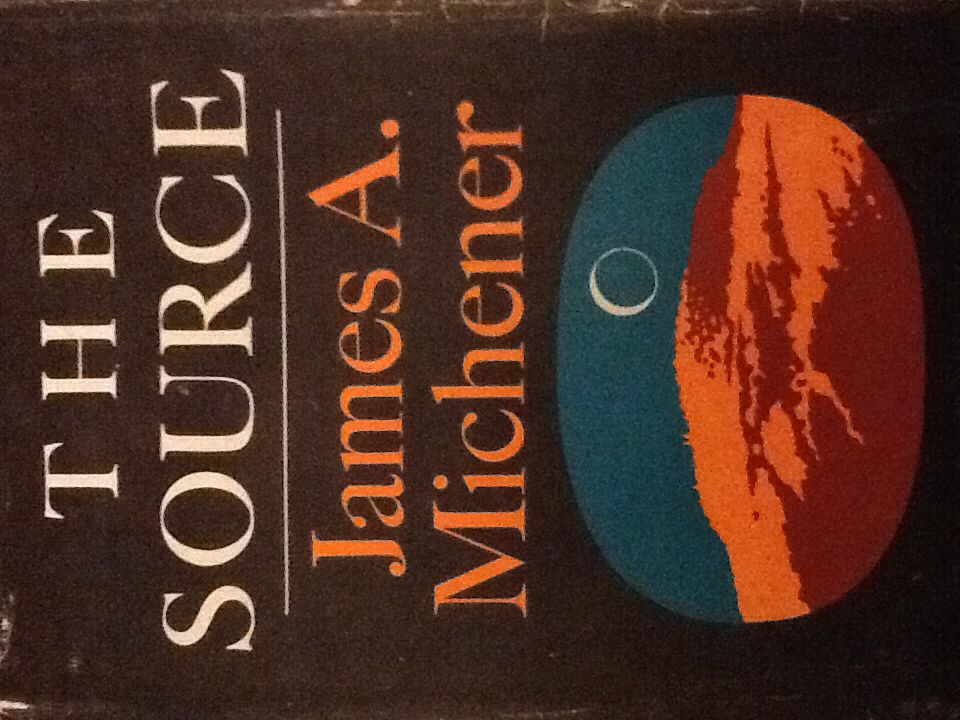 THE
SOURCE
James A.
Michener